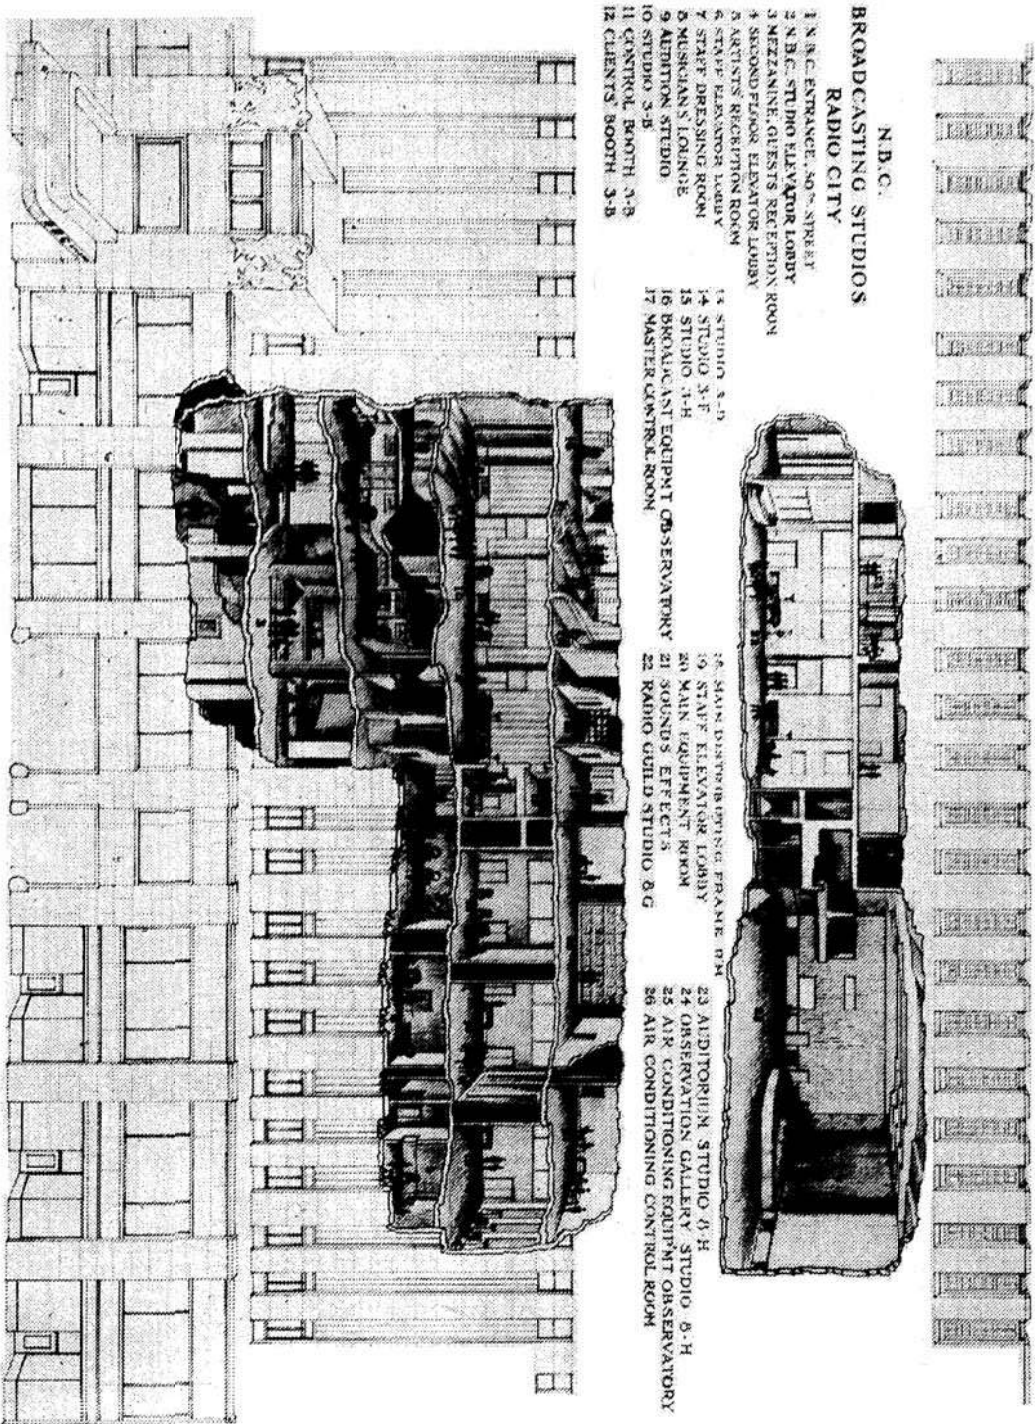 N.B.C.
BROADCASTING STUDIOS
RADIO CITY
1 N.B.C. ENTRANCE, 50TH STREET
2 N.B.C. STUDIO ELEVATOR LOBBY
3 MEZZANINE, GUESTS RECEPTION ROOM
4 SECOND FLOOR ELEVATOR LOBBY
5 ARTISTS RECEPTION ROOM
6 STAFF ELEVATOR LOBBY
7 STAFF DRESSING ROOM
8 MUSICIANS LOUNGE
9 AUDITION STUDIO
10 STUDIO 3-B
11 CONTROL BOOTH 3-B
12 CLIENTS' BOOTH 3-B
13 STUDIO 3-D
14 STUDIO 3-F
15 STUDIO 3-H
16 BROADCAST EQUIPMT OBSERVATORY
17 MASTER CONTROL ROOM
18 MAIN DISTRIBUTING FRAME RM
19 STAFF ELEVATOR LOBBY
20 MAIN EQUIPMENT ROOM
21 SOUNDS EFFECTS
22 RADIO GUILD STUDIO 8G
23 AUDITORIUM STUDIO 8-H
24 OBSERVATION GALLERY STUDIO 8-H
25 AIR CONDITIONING EQUIPMT OBSERVATORY
26 AIR CONDITIONING CONTROL ROOM